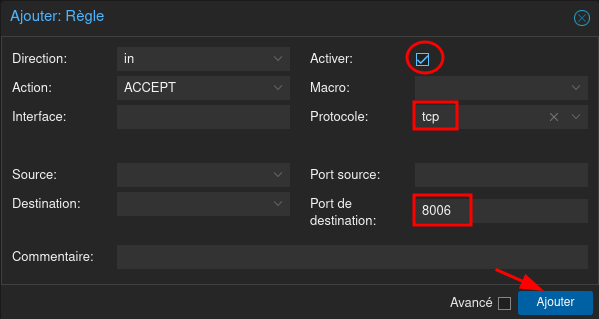 Ajouter: Règle
Direction: in Activer:
Action: ACCEPT Macro:
Interface: Protocole: tcp
Source: Port source:
Destination: Port de destination: 8006
Commentaire:
Avancé Ajouter